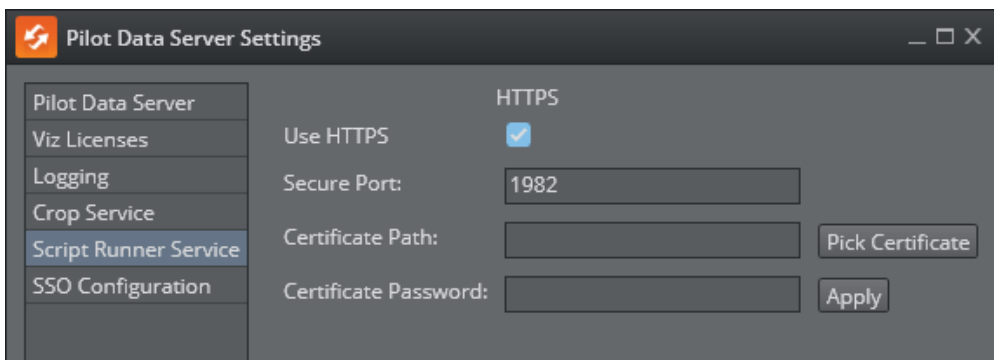 Pilot Data Server Settings
Pilot Data Server
Viz Licenses
Logging
Crop Service
Script Runner Service
SSO Configuration
HTTPS
Use HTTPS
Secure Port: 1982
Certificate Path: Pick Certificate
Certificate Password: Apply